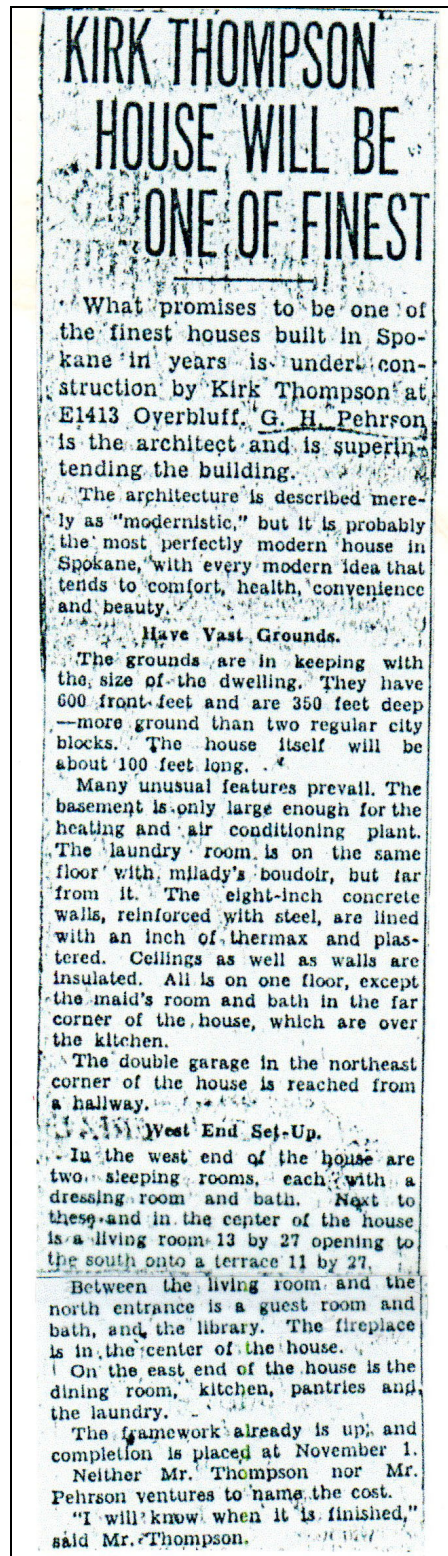 KIRK THOMPSON
HOUSE WILL BE
ONE OF FINEST
What promises to be one of
the finest houses built in Spo-
kane in years is under con-
struction by Kirk Thompson at
E1413 Overbluff. G. H. Pehrson
is the architect and is superin-
tending the building.
The architecture is described mere-
ly as "modernistic," but it is probably
the most perfectly modern house in
Spokane, with every modern idea that
tends to comfort, health, convenience
and beauty.
Have Vast Grounds.
The grounds are in keeping with
the size of the dwelling. They have
600 front feet and are 350 feet deep
—more ground than two regular city
blocks. The house itself will be
about 100 feet long.
Many unusual features prevail. The
basement is only large enough for the
heating and air conditioning plant.
The laundry room is on the same
floor with milady's boudoir, but far
from it. The eight-inch concrete
walls, reinforced with steel, are lined
with an inch of thermax and plas-
tered. Ceilings as well as walls are
insulated. All is on one floor, except
the maid's room and bath in the far
corner of the house, which are over
the kitchen.
The double garage in the northeast
corner of the house is reached from
a hallway.
West End Set-Up.
In the west end of the house are
two sleeping rooms, each with a
dressing room and bath. Next to
these and in the center of the house
is a living room 13 by 27 opening to
the south onto a terrace 11 by 27.
Between the living room and the
north entrance is a guest room and
bath, and the library. The fireplace
is in the center of the house.
On the east end of the house is the
dining room, kitchen, pantries and
the laundry.
The framework already is up, and
completion is placed at November 1.
Neither Mr. Thompson nor Mr.
Pehrson ventures to name the cost.
"I will know when it is finished,"
said Mr. Thompson.